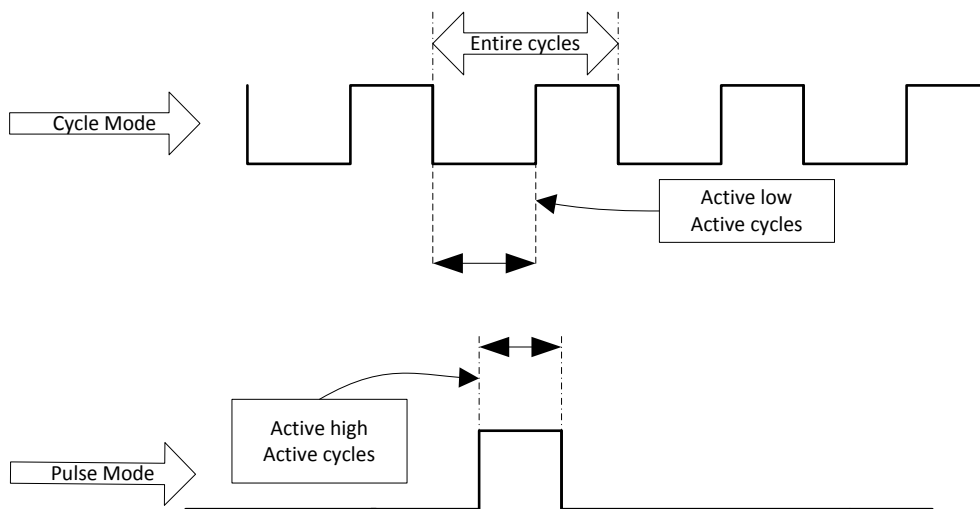 Entire cycles
Cycle Mode
Active low
Active cycles
Active high
Active cycles
Pulse Mode